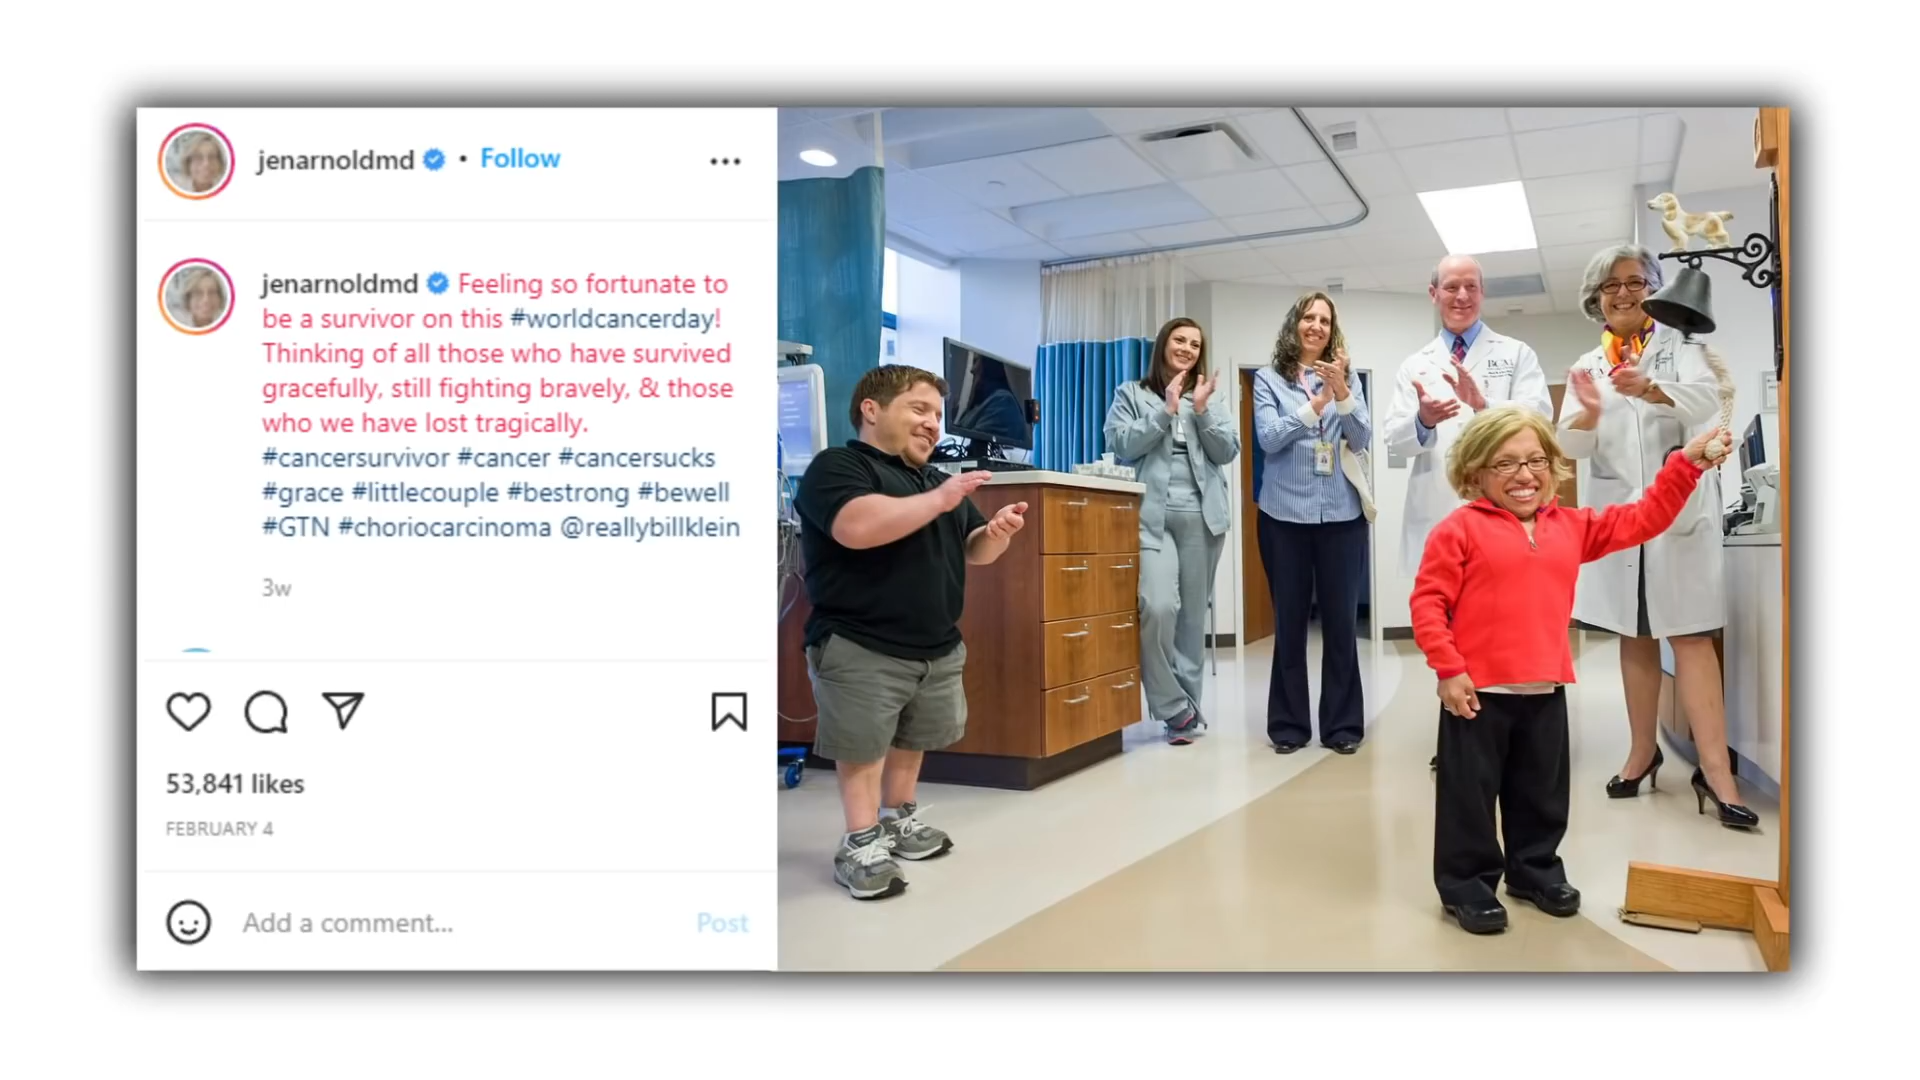 jenarnoldmd • Follow
jenarnoldmd Feeling so fortunate to
be a survivor on this #worldcancerday!
Thinking of all those who have survived
gracefully, still fighting bravely, & those
who we have lost tragically.
#cancersurvivor #cancer #cancersucks
#grace #littlecouple #bestrong #bewell
#GTN #choriocarcinoma @reallybillklein
3w
53,841 likes
FEBRUARY 4
Add a comment... Post
BCM